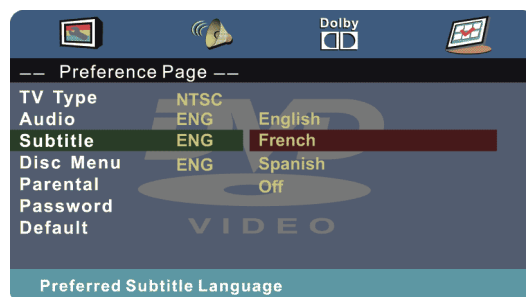 Dolby
-- Preference Page --
TV Type NTSC
Audio ENG English
Subtitle ENG French
Disc Menu ENG Spanish
Parental Off
Password
Default
DVD
VIDEO
Preferred Subtitle Language